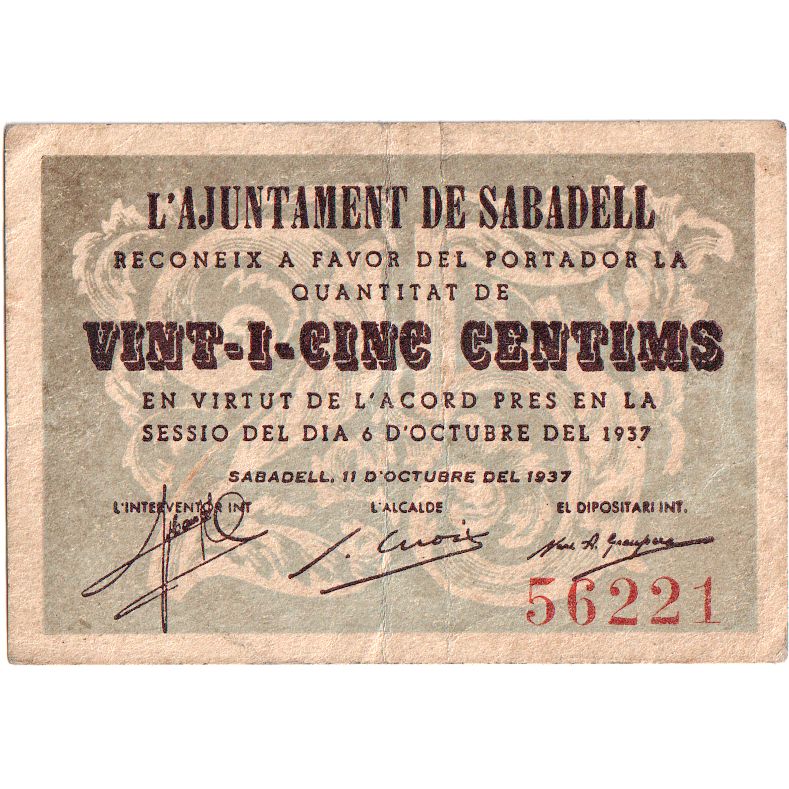 L'AJUNTAMENT DE SABADELL
RECONEIX A FAVOR DEL PORTADOR LA
QUANTITAT DE
VINT-I-CINC CENTIMS
EN VIRTUT DE L'ACORD PRES EN LA
SESSIO DEL DIA 6 D'OCTUBRE DEL 1937
SABADELL, 11 D'OCTUBRE DEL 1937
L'INTERVENTOR INT. L'ALCALDE EL DIPOSITARI INT.
56221